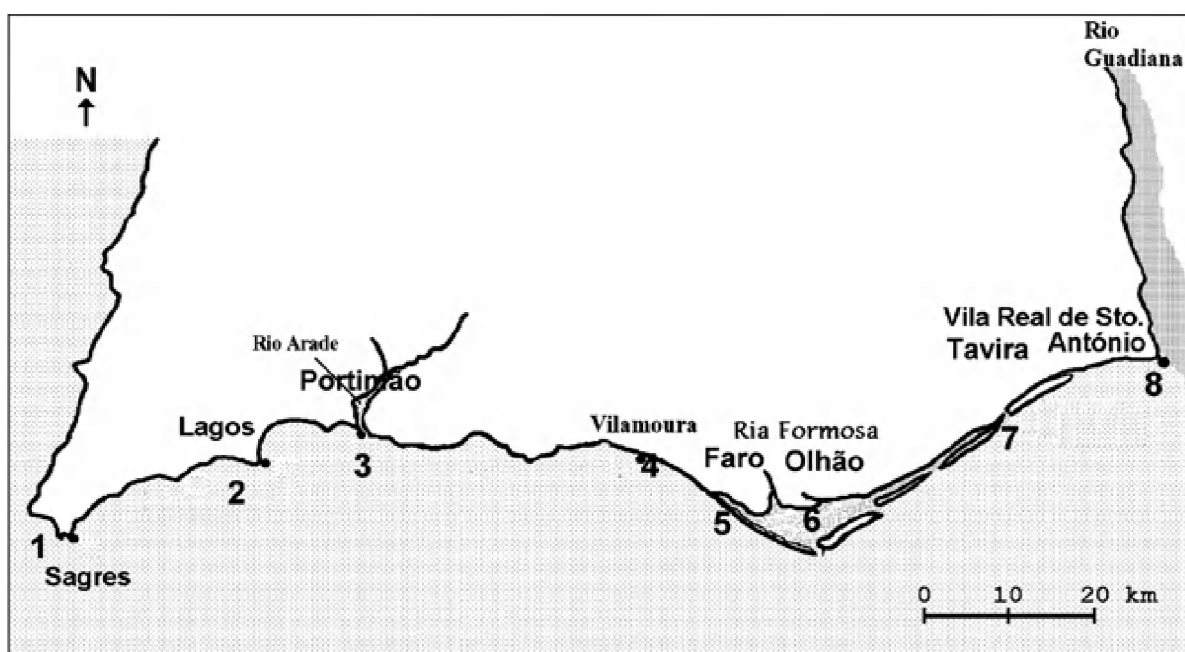 Rio
Guadiana
N
Rio Arade
Portimão
Lagos
Vilamoura
Ria Formosa
Faro
Olhão
Vila Real de Sto.
Tavira
António
1
Sagres
2
3
4
5
6
7
8
0 10 20 km